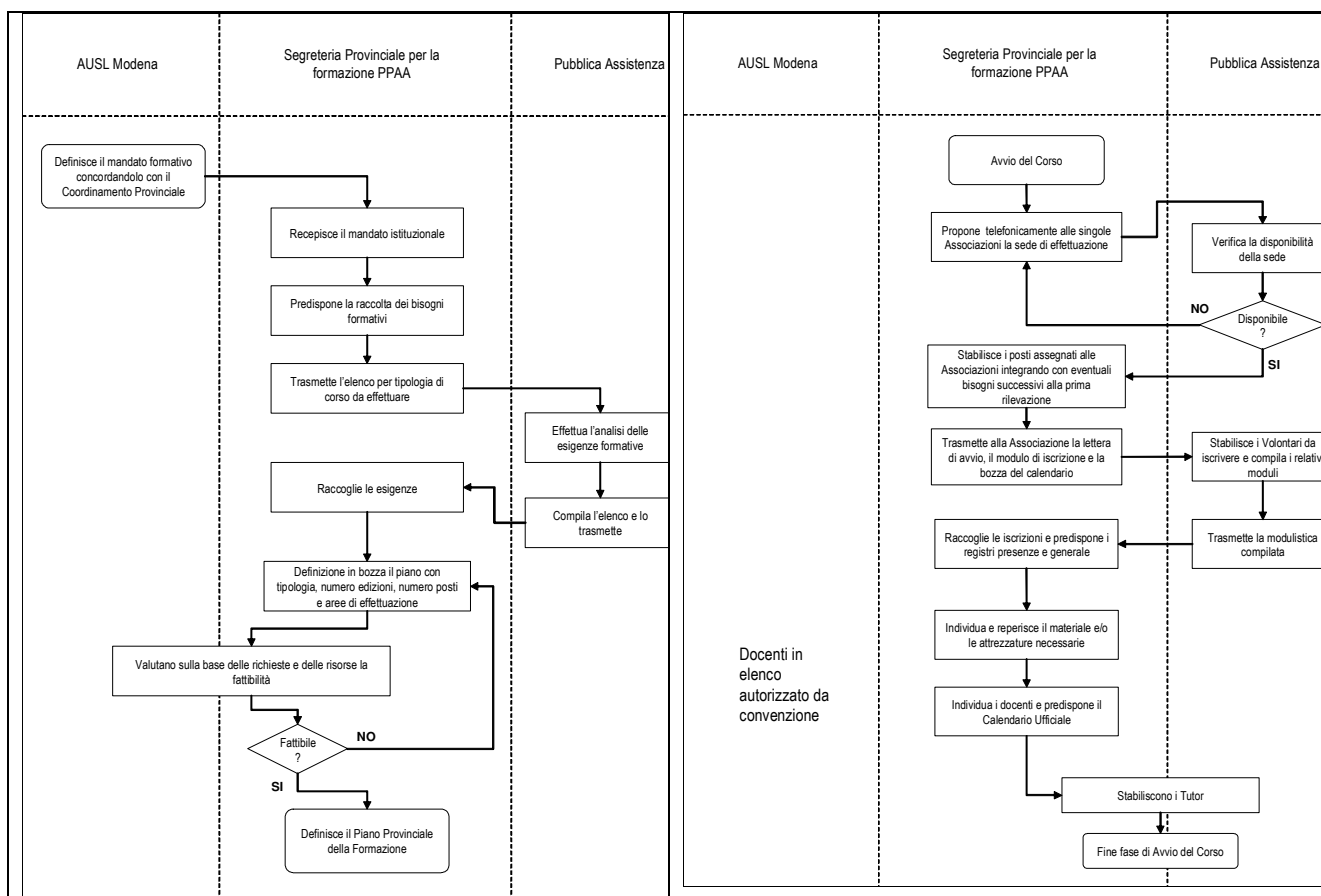 AUSL Modena
Segreteria Provinciale per la
formazione PPAA
Pubblica Assistenza
Definisce il mandato formativo
concordandolo con il
Coordinamento Provinciale
Recepisce il mandato istituzionale
Predispone la raccolta dei bisogni
formativi
Trasmette l'elenco per tipologia di
corso da effettuare
Effettua l'analisi delle
esigenze formative
Raccoglie le esigenze
Compila l'elenco e lo
trasmette
Definizione in bozza il piano con
tipologia, numero edizioni, numero posti
e aree di effettuazione
Valutano sulla base delle richieste e delle risorse la
fattibilità
Fattibile
?
NO
SI
Definisce il Piano Provinciale
della Formazione
AUSL Modena
Segreteria Provinciale per la
formazione PPAA
Pubblica Assistenza
Avvio del Corso
Propone telefonicamente alle singole
Associazioni la sede di effettuazione
Verifica la disponibilità
della sede
NO
Disponibile
?
SI
Stabilisce i posti assegnati alle
Associazioni integrando con eventuali
bisogni successivi alla prima
rilevazione
Trasmette alla Associazione la lettera
di avvio, il modulo di iscrizione e la
bozza del calendario
Stabilisce i Volontari da
iscrivere e compila i relativ
moduli
Raccoglie le iscrizioni e predispone i
registri presenze e generale
Trasmette la modulistica
compilata
Individua e reperisce il materiale e/o
le attrezzature necessarie
Docenti in
elenco
autorizzato da
convenzione
Individua i docenti e predispone il
Calendario Ufficiale
Stabiliscono i Tutor
Fine fase di Avvio del Corso